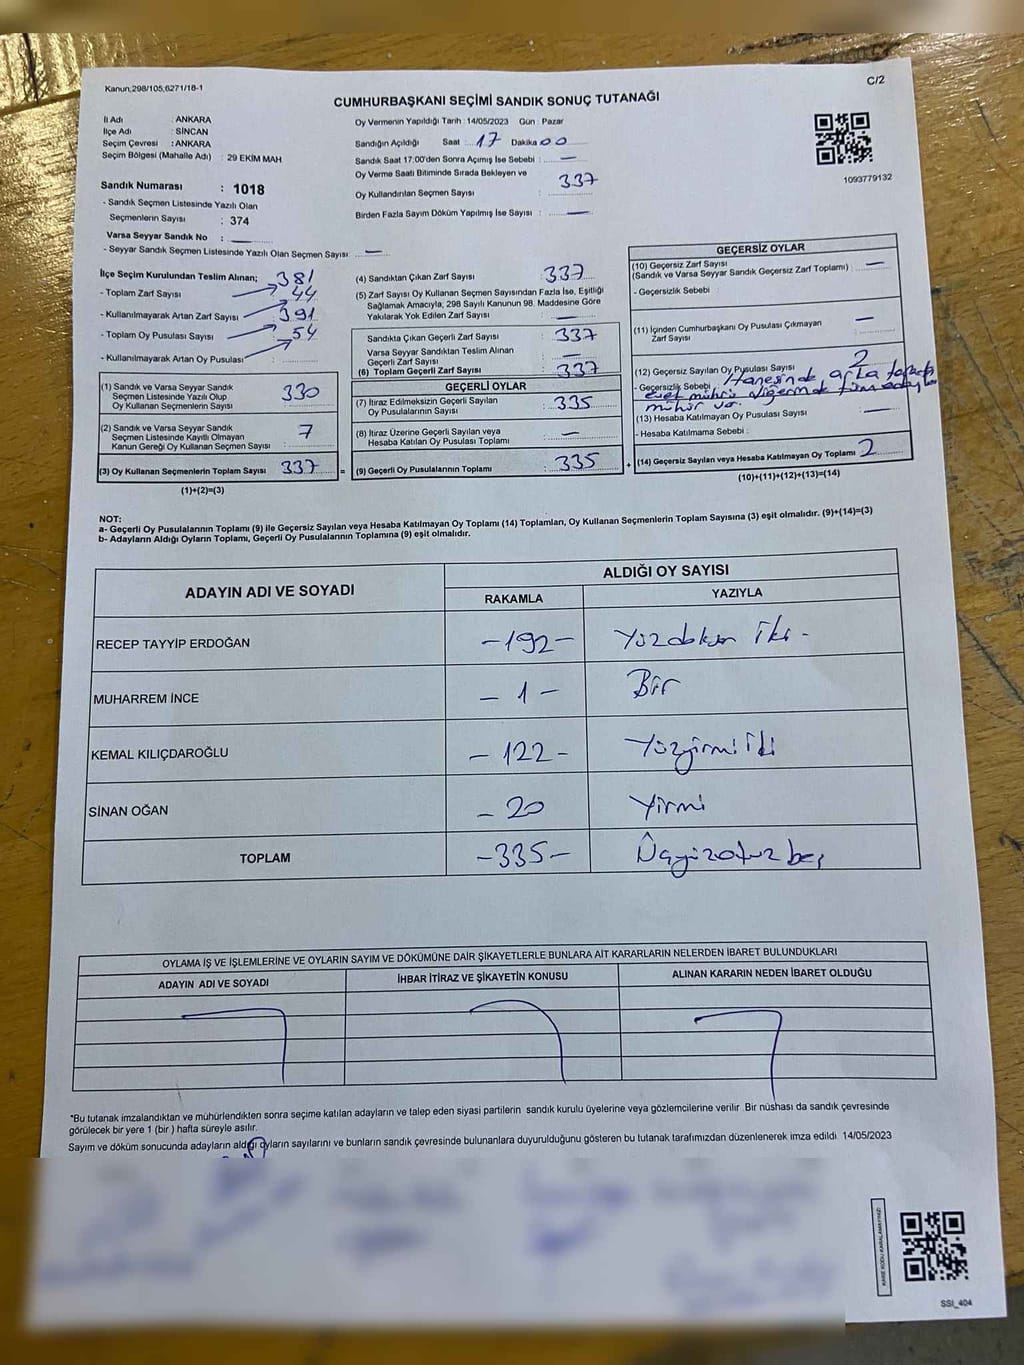 Kanun,298/105,6271/18-1
C/2
CUMHURBAŞKANI SEÇİMİ SANDIK SONUÇ TUTANAĞI
İl Adı : ANKARA
İlçe Adı : SİNCAN
Seçim Çevresi : ANKARA
Seçim Bölgesi (Mahalle Adı) : 29 EKİM MAH
Sandık Numarası : 1018
- Sandık Seçmen Listesinde Yazılı Olan
Seçmenlerin Sayısı : 374
Varsa Seyyar Sandık No : —
- Seyyar Sandık Seçmen Listesinde Yazılı Olan Seçmen Sayısı —
Oy Vermenin Yapıldığı Tarih : 14/05/2023 Gün : Pazar
Sandığın Açıldığı Saat : 17 Dakika 00
Sandık Saat 17:00'den Sonra Açımış İse Sebebi : —
Oy Verme Saati Bitiminde Sırada Bekleyen ve
Oy Kullandırılan Seçmen Sayısı : 337
Birden Fazla Sayım Döküm Yapılmış İse Sayısı : —
1093779132
İlçe Seçim Kurulundan Teslim Alınan;
- Toplam Zarf Sayısı 381
- Kullanılmayarak Artan Zarf Sayısı 44
- Toplam Oy Pusulası Sayısı 391
- Kullanılmayarak Artan Oy Pusulası 54
(1) Sandık ve Varsa Seyyar Sandık
Seçmen Listesinde Yazılı Olup
Oy Kullanan Seçmenlerin Sayısı 330
(2) Sandık ve Varsa Seyyar Sandık
Seçmen Listesinde Kayıtlı Olmayan
Kanun Gereği Oy Kullanan Seçmen Sayısı 7
(3) Oy Kullanan Seçmenlerin Toplam Sayısı 337 =
(1)+(2)=(3)
(4) Sandıktan Çıkan Zarf Sayısı 337
(5) Zarf Sayısı Oy Kullanan Seçmen Sayısından Fazla İse, Eşitliği
Sağlamak Amacıyla, 298 Sayılı Kanunun 98. Maddesine Göre
Yakılarak Yok Edilen Zarf Sayısı : —
Sandıkta Çıkan Geçerli Zarf Sayısı 337
Varsa Seyyar Sandıktan Teslim Alınan
Geçerli Zarf Sayısı —
(6) Toplam Geçerli Zarf Sayısı 337
GEÇERLİ OYLAR
(7) İtiraz Edilmeksizin Geçerli Sayılan
Oy Pusulalarının Sayısı : 335
(8) İtiraz Üzerine Geçerli Sayılan veya
Hesaba Katılan Oy Pusulası Toplamı : —
(9) Geçerli Oy Pusulalarının Toplamı : 335 +
GEÇERSİZ OYLAR
(10) Geçersiz Zarf Sayısı
(Sandık ve Varsa Seyyar Sandık Geçersiz Zarf Toplamı) : —
- Geçersizlik Sebebi :
(11) İçinden Cumhurbaşkanı Oy Pusulası Çıkmayan
Zarf Sayısı : —
(12) Geçersiz Sayılan Oy Pusulası Sayısı 2
- Geçersizlik Sebebi : Hanesinde
evet mührü
mühür var.
(13) Hesaba Katılmayan Oy Pusulası Sayısı —
- Hesaba Katılmama Sebebi :
(14) Geçersiz Sayılan veya Hesaba Katılmayan Oy Toplamı 2
(10)+(11)+(12)+(13)=(14)
NOT:
a- Geçerli Oy Pusulalarının Toplamı (9) ile Geçersiz Sayılan veya Hesaba Katılmayan Oy Toplamı (14) Toplamları, Oy Kullanan Seçmenlerin Toplam Sayısına (3) eşit olmalıdır. (9)+(14)=(3)
b- Adayların Aldığı Oyların Toplamı, Geçerli Oy Pusulalarının Toplamına (9) eşit olmalıdır.
ADAYIN ADI VE SOYADI
ALDIĞI OY SAYISI
RAKAMLA YAZIYLA
RECEP TAYYİP ERDOĞAN -192- Yüzdoksan iki -
MUHARREM İNCE - 1 - Bir
KEMAL KILIÇDAROĞLU - 122 - Yüzyirmi iki
SİNAN OĞAN - 20 Yirmi
TOPLAM -335- Üçyüzotuz beş
OYLAMA İŞ VE İŞLEMLERİNE VE OYLARIN SAYIM VE DÖKÜMÜNE DAİR ŞİKAYETLERLE BUNLARA AİT KARARLARIN NELERDEN İBARET BULUNDUKLARI
ADAYIN ADI VE SOYADI İHBAR İTİRAZ VE ŞİKAYETİN KONUSU ALINAN KARARIN NEDEN İBARET OLDUĞU
*Bu tutanak imzalandıktan ve mühürlendikten sonra seçime katılan adayların ve talep eden siyasi partilerin sandık kurulu üyelerine veya gözlemcilerine verilir .Bir nüshası da sandık çevresinde
görülecek bir yere 1 (bir ) hafta süreyle asılır.
Sayım ve döküm sonucunda adayların aldığı oyların sayılarını ve bunların sandık çevresinde bulunanlara duyurulduğunu gösteren bu tutanak tarafımızdan düzenlenerek imza edildi. 14/05/2023
KARE KODU KARALAMAYINIZ!
SSI_404